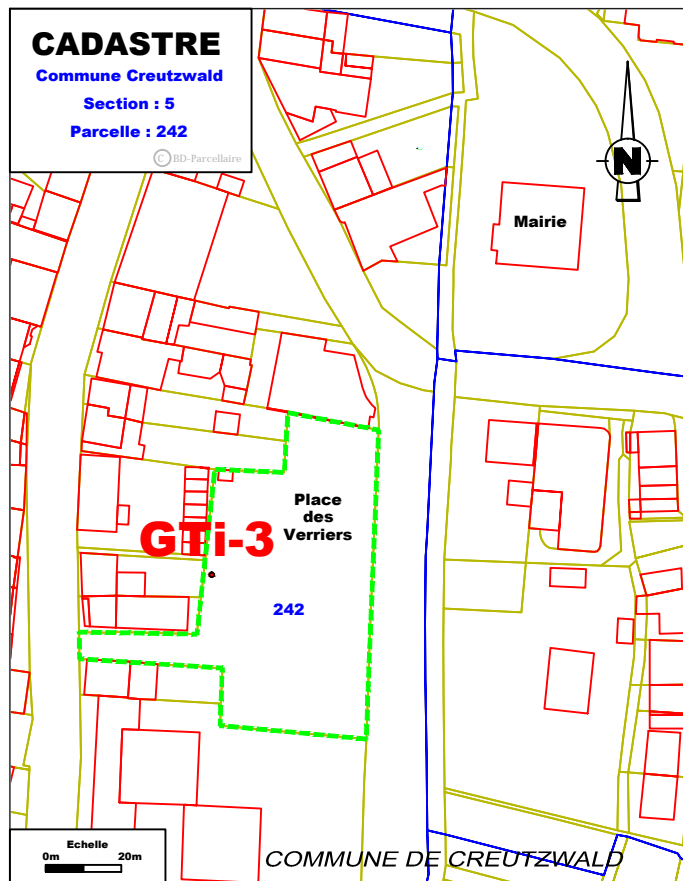 CADASTRE
Commune Creutzwald
Section : 5
Parcelle : 242
C BD-Parcellaire
N
Mairie
Place
des
Verriers
GTi-3
242
Echelle
0m 20m
COMMUNE DE CREUTZWALD